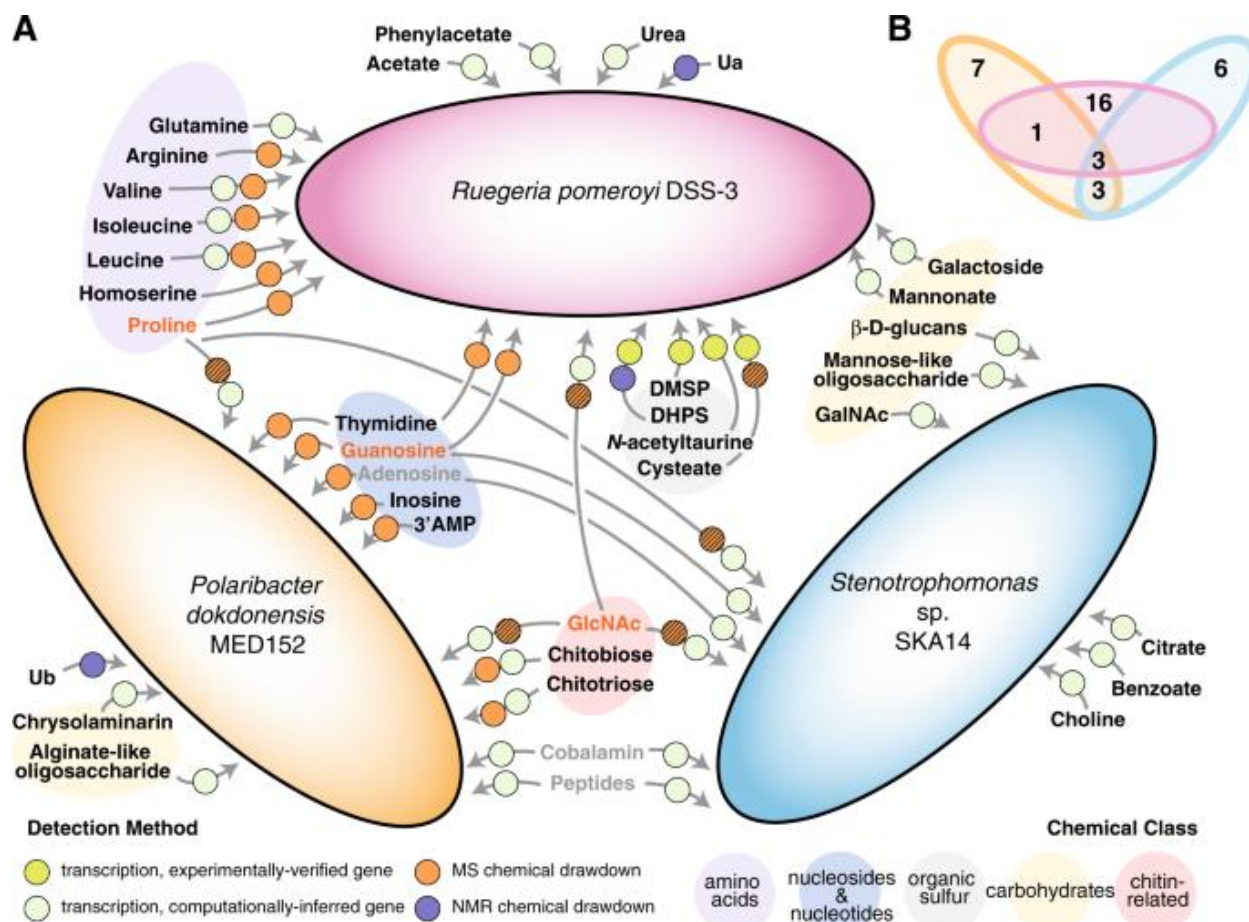 A
Phenylacetate
Acetate
Urea
Ua
B
7
6
16
1
3
3
Glutamine
Arginine
Valine
Isoleucine
Leucine
Homoserine
Proline
Ruegeria pomeroyi DSS-3
Galactoside
Mannonate
β-D-glucans
Mannose-like
oligosaccharide
GalNAc
DMSP
DHPS
N-acetyltaurine
Cysteate
Thymidine
Guanosine
Adenosine
Inosine
3'AMP
Polaribacter
dokdonensis
MED152
Stenotrophomonas
sp.
SKA14
GlcNAc
Chitobiose
Chitotriose
Citrate
Benzoate
Choline
Ub
Chrysolaminarin
Alginate-like
oligosaccharide
Cobalamin
Peptides
Detection Method
transcription, experimentally-verified gene
MS chemical drawdown
transcription, computationally-inferred gene
NMR chemical drawdown
Chemical Class
amino
acids
nucleosides
&
nucleotides
organic
sulfur
carbohydrates
chitin-
related